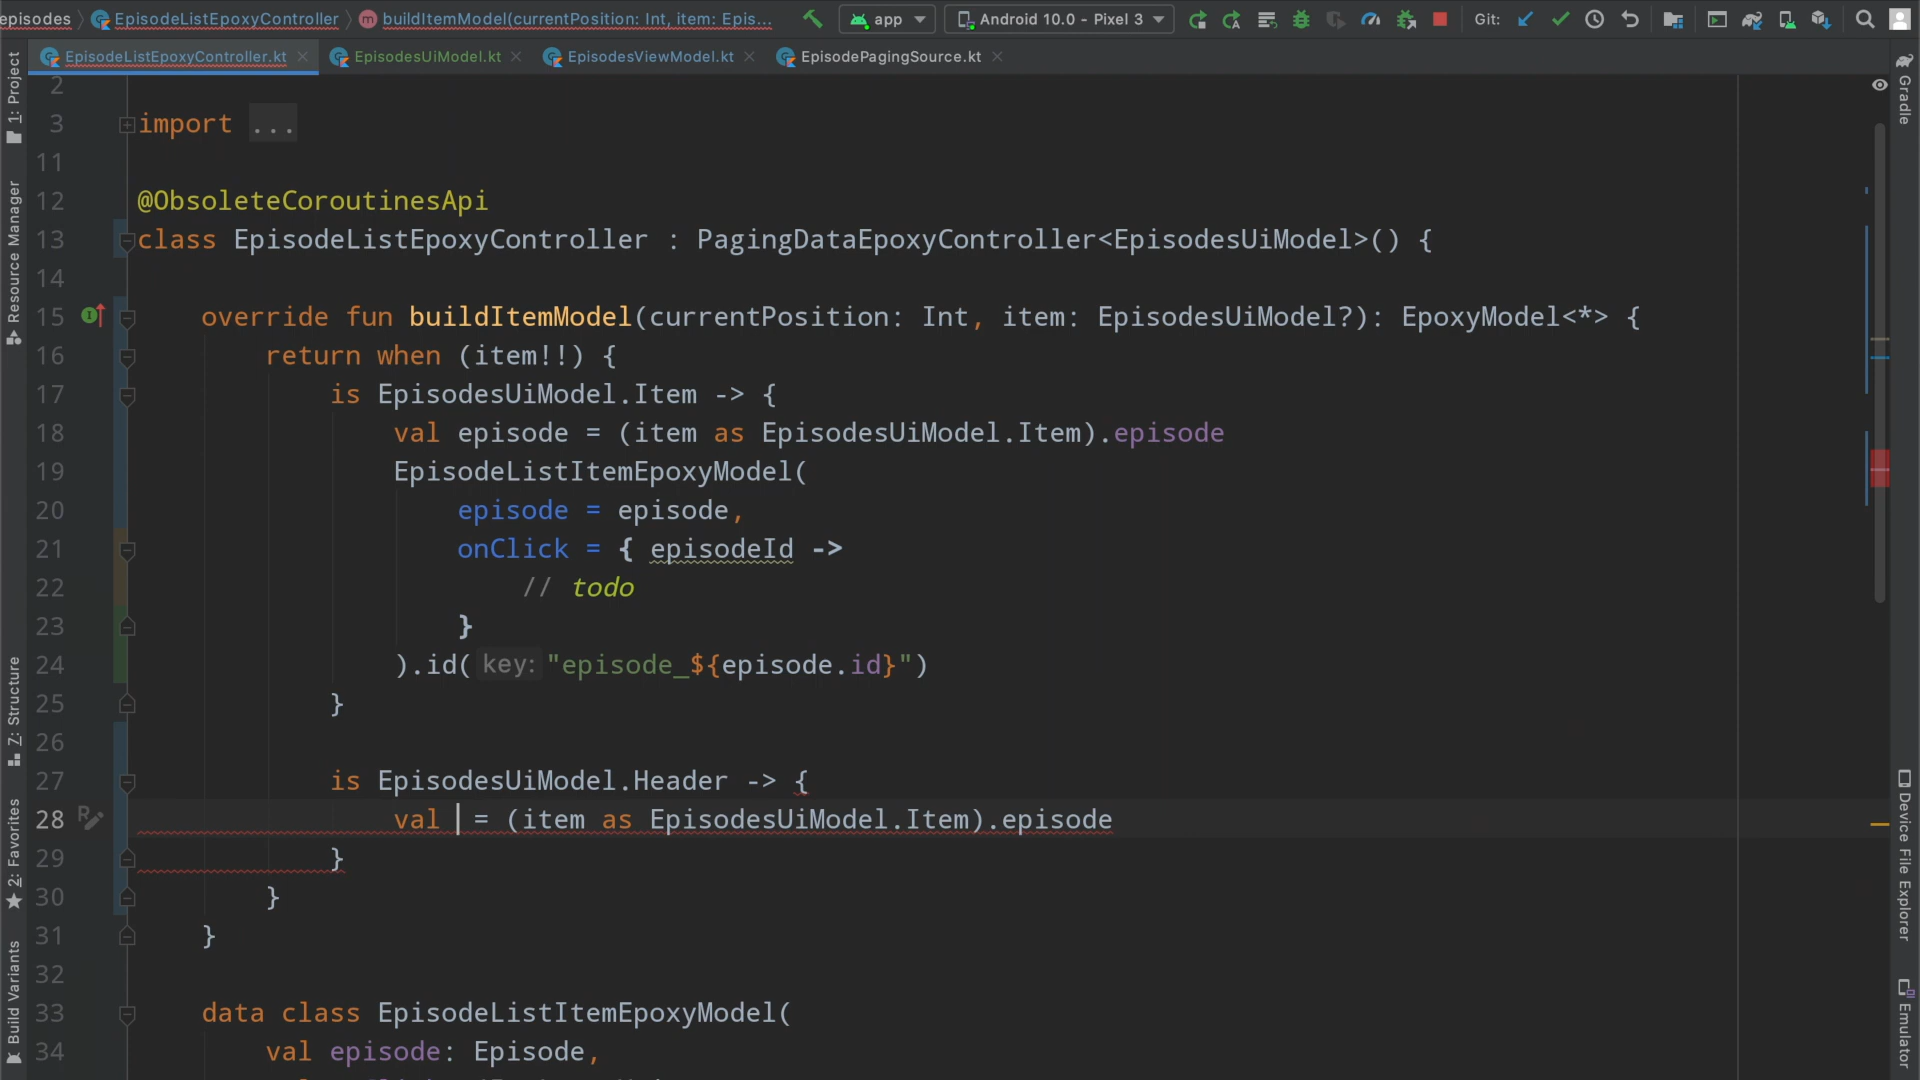 episodes EpisodeListEpoxyController buildItemModel(currentPosition: Int, item: Epis... app Android 10.0 - Pixel 3 Git:
EpisodeListEpoxyController.kt EpisodesUiModel.kt EpisodesViewModel.kt EpisodePagingSource.kt
1: Project
Resource Manager
Z: Structure
2: Favorites
Build Variants
2
3 import ...
11
12 @ObsoleteCoroutinesApi
13 class EpisodeListEpoxyController : PagingDataEpoxyController<EpisodesUiModel>() {
14
15 override fun buildItemModel(currentPosition: Int, item: EpisodesUiModel?): EpoxyModel<*> {
16 return when (item!!) {
17 is EpisodesUiModel.Item -> {
18 val episode = (item as EpisodesUiModel.Item).episode
19 EpisodeListItemEpoxyModel(
20 episode = episode,
21 onClick = { episodeId ->
22 // todo
23 }
24 ).id( key: "episode_${episode.id}")
25 }
26
27 is EpisodesUiModel.Header -> {
28 val = (item as EpisodesUiModel.Item).episode
29 }
30 }
31 }
32
33 data class EpisodeListItemEpoxyModel(
34 val episode: Episode,
Gradle
Device File Explorer
Emulator